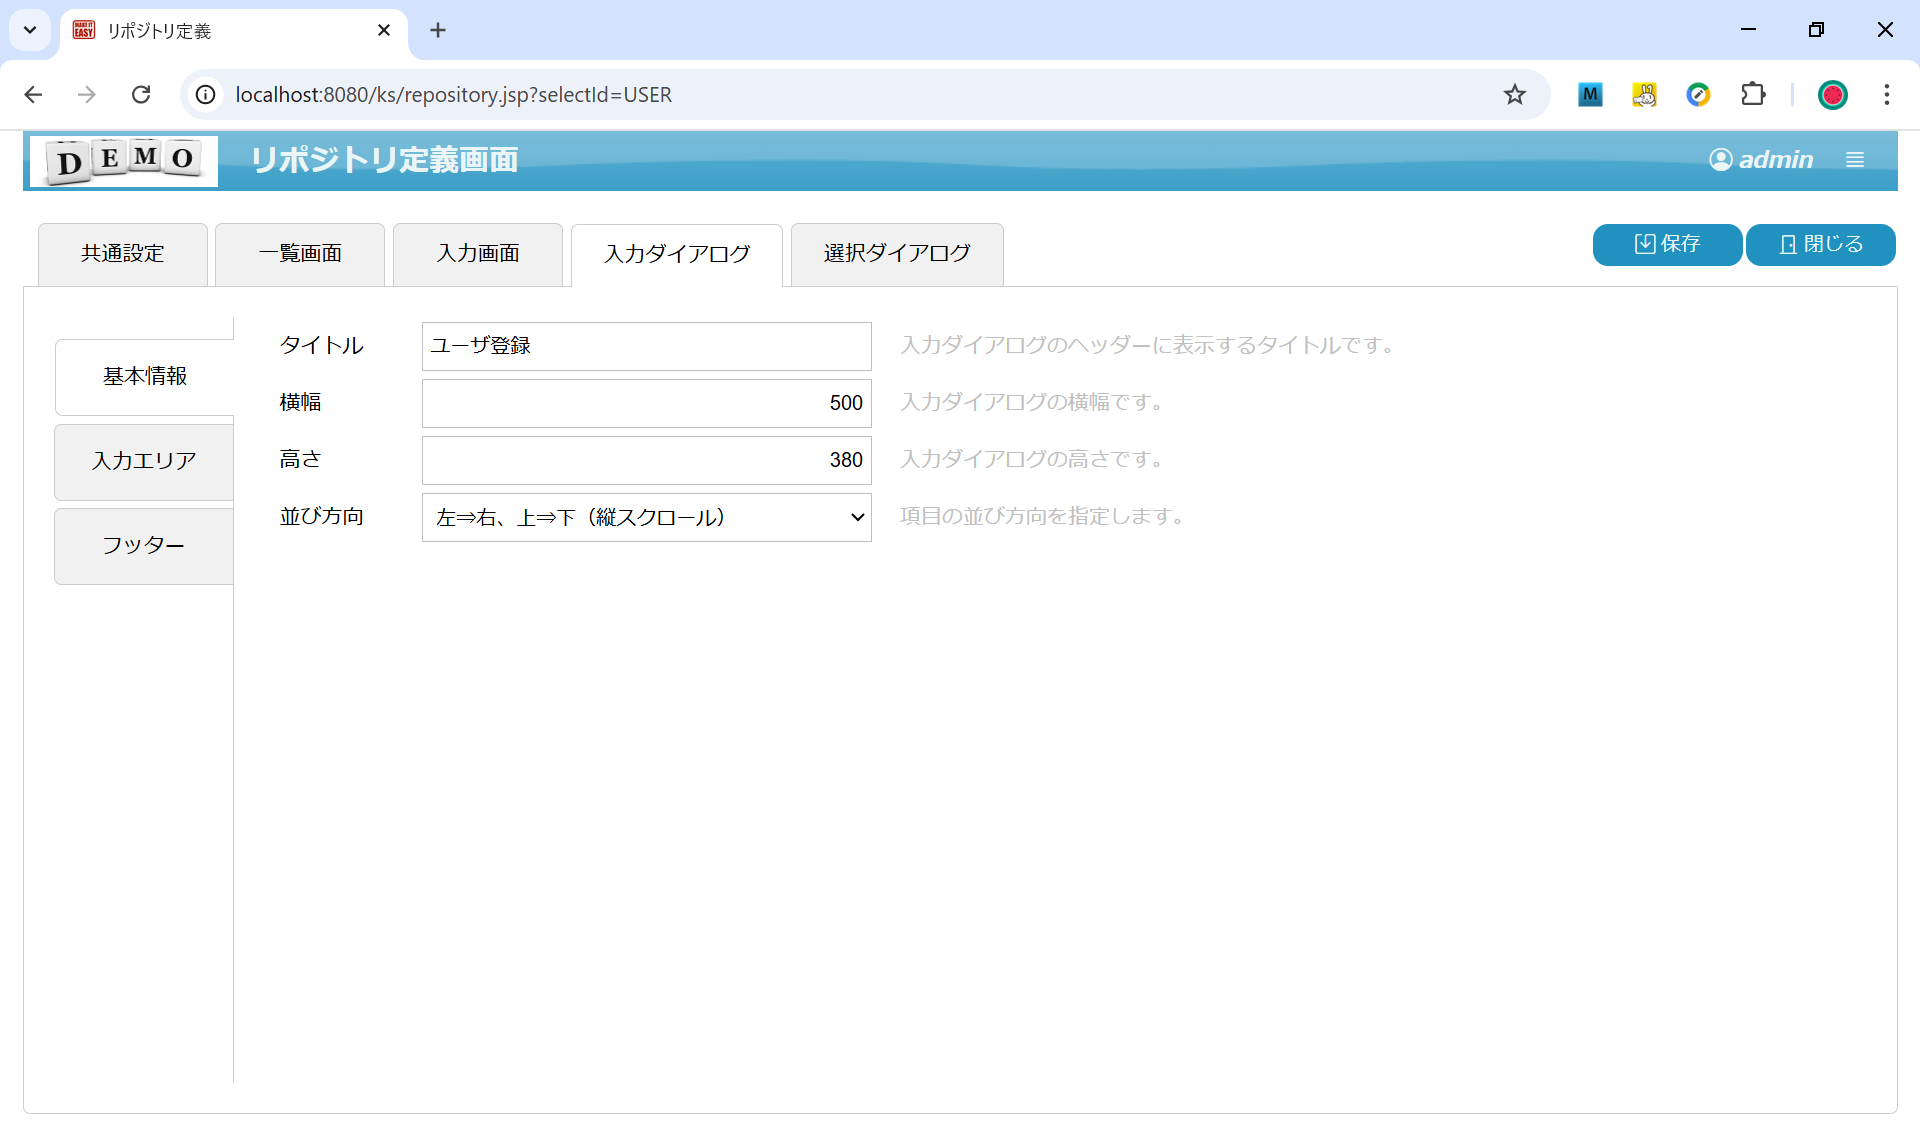 リポジトリ定義
localhost:8080/ks/repository.jsp?selectId=USER
M
DEMO
リポジトリ定義画面
admin
共通設定
一覧画面
入力画面
入力ダイアログ
選択ダイアログ
保存
閉じる
基本情報
入力エリア
フッター
タイトル
ユーザ登録
入力ダイアログのヘッダーに表示するタイトルです。
横幅
500
入力ダイアログの横幅です。
高さ
380
入力ダイアログの高さです。
並び方向
左⇒右、上⇒下（縦スクロール）
項目の並び方向を指定します。